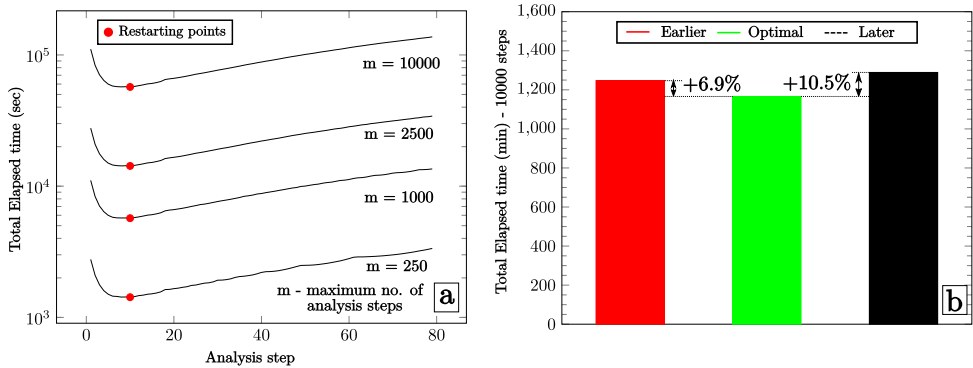 Total Elapsed time (sec)
10^5
10^4
10^3
Restarting points
m = 10000
m = 2500
m = 1000
m = 250
m - maximum no. of
analysis steps
a
0
20
40
60
80
Analysis step
Total Elapsed time (min) - 10000 steps
1,600
1,400
1,200
1,000
800
600
400
200
0
Earlier
Optimal
Later
+6.9%
+10.5%
b